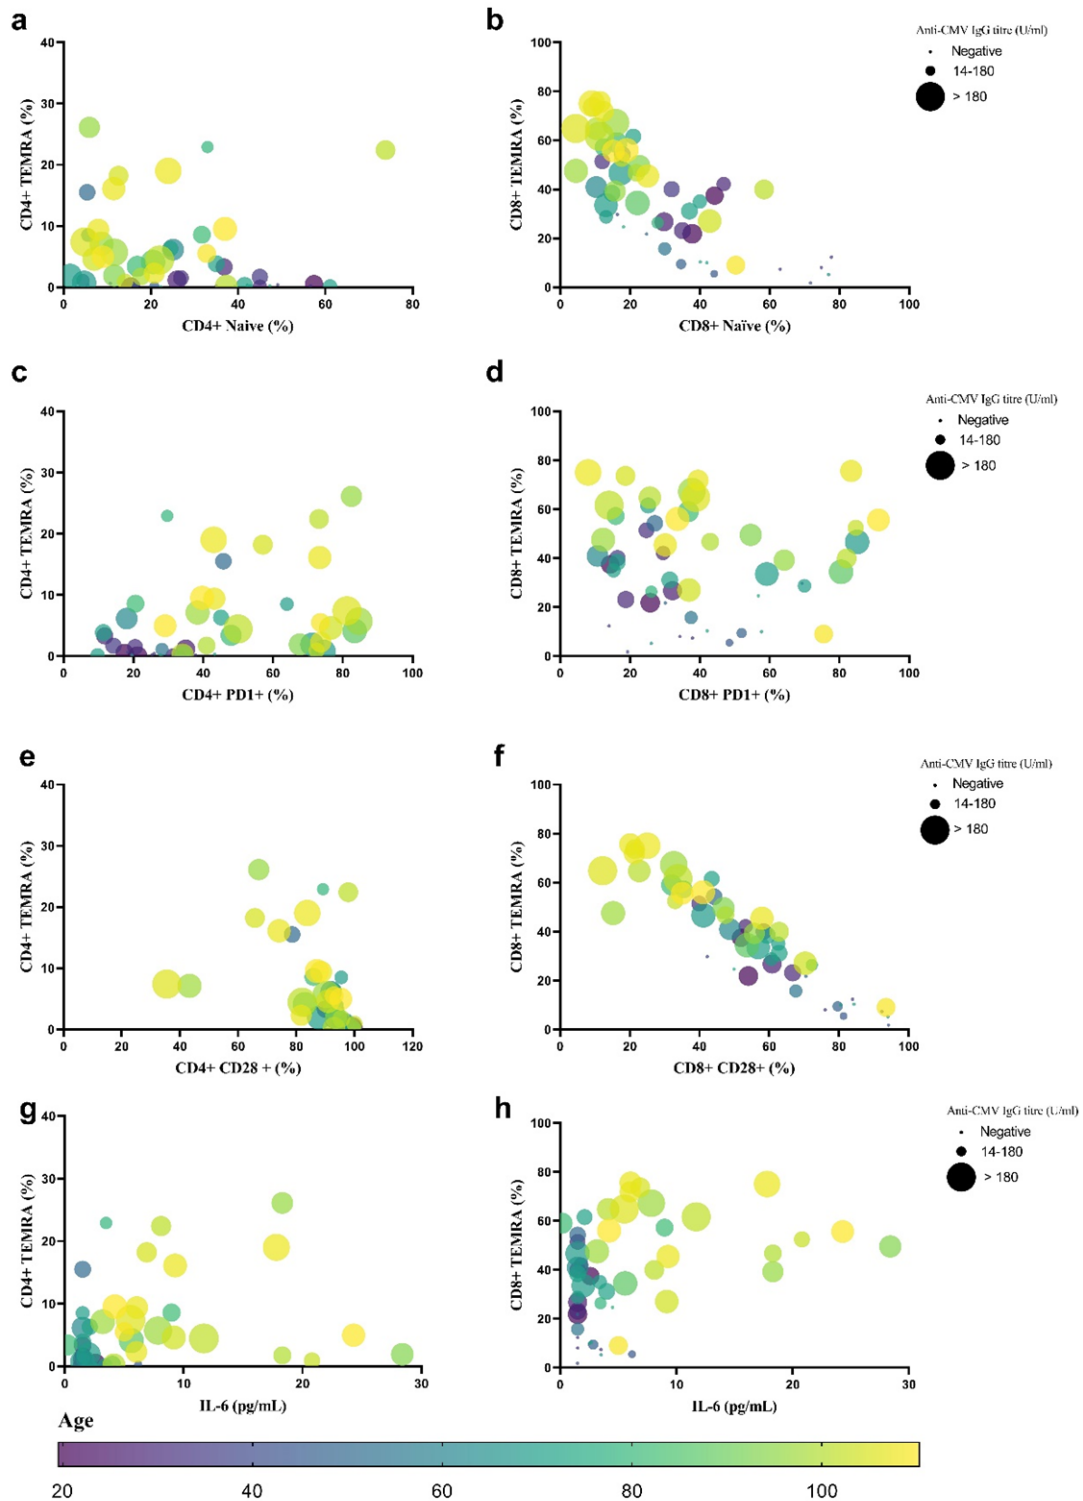 a
40
30
20
10
0
CD4+ TEMRA (%)
0 20 40 60 80
CD4+ Naive (%)
b
100
80
60
40
20
0
CD8+ TEMRA (%)
0 20 40 60 80 100
CD8+ Naïve (%)
Anti-CMV IgG titre (U/ml)
Negative
14-180
> 180
c
40
30
20
10
0
CD4+ TEMRA (%)
0 20 40 60 80 100
CD4+ PD1+ (%)
d
100
80
60
40
20
0
CD8+ TEMRA (%)
0 20 40 60 80 100
CD8+ PD1+ (%)
Anti-CMV IgG titre (U/ml)
Negative
14-180
> 180
e
40
30
20
10
0
CD4+ TEMRA (%)
0 20 40 60 80 100 120
CD4+ CD28 + (%)
f
100
80
60
40
20
0
CD8+ TEMRA (%)
0 20 40 60 80 100
CD8+ CD28+ (%)
Anti-CMV IgG titre (U/ml)
Negative
14-180
> 180
g
40
30
20
10
0
CD4+ TEMRA (%)
0 10 20 30
IL-6 (pg/mL)
h
100
80
60
40
20
0
CD8+ TEMRA (%)
0 10 20 30
IL-6 (pg/mL)
Anti-CMV IgG titre (U/ml)
Negative
14-180
> 180
Age
20 40 60 80 100